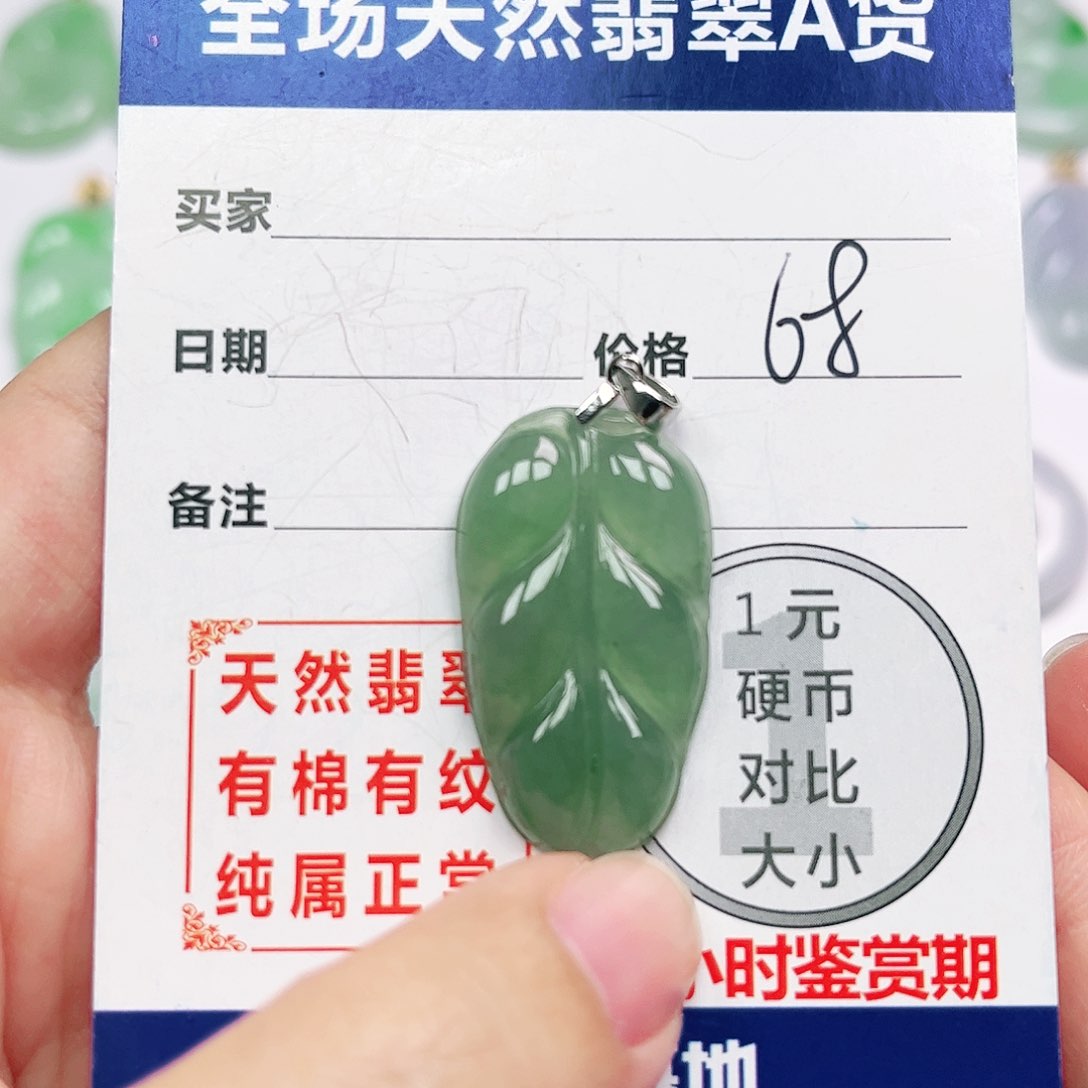 全场天然翡翠A货
买家
日期 价格 68
备注
天然翡翠
有棉有纹
纯属正常
1元
硬币
对比
大小
小时鉴赏期
地